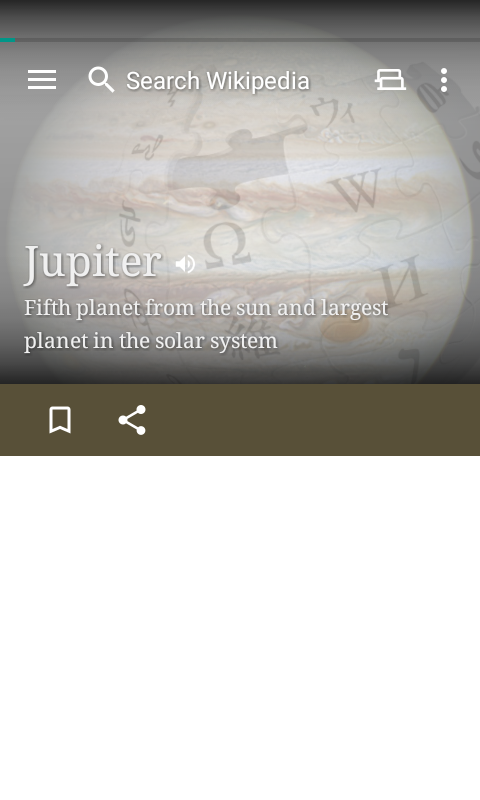 Search Wikipedia
Jupiter
Fifth planet from the sun and largest
planet in the solar system